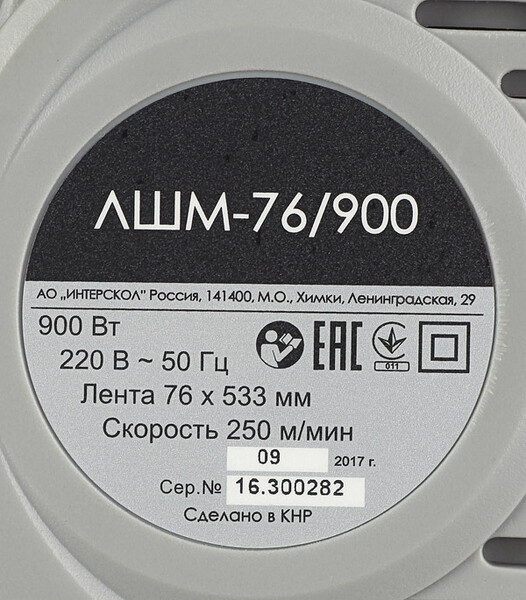 ЛШМ-76/900
АО „ИНТЕРСКОЛ" Россия, 141400, М.О., Химки, Ленинградская, 29
900 Вт
220 В ~ 50 Гц
EAC
011
Лента 76 x 533 мм
Скорость 250 м/мин
09 2017 г.
Сер.№ 16.300282
Сделано в КНР